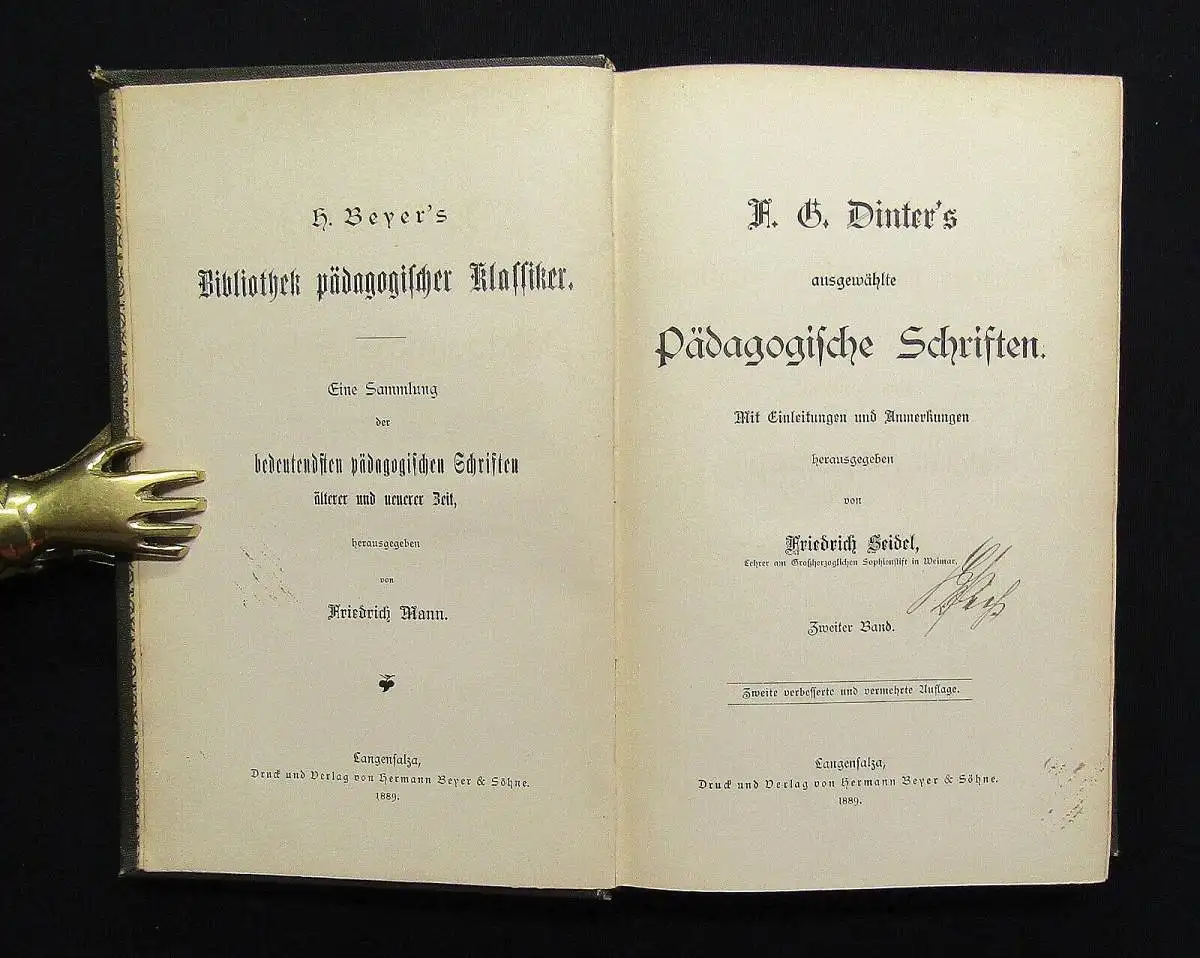 H. Beyer's
Bibliothek pädagogischer Klassiker.
Eine Sammlung
der
bedeutendsten pädagogischen Schriften
älterer und neuerer Zeit,
herausgegeben
von
Friedrich Mann.
Langensalza,
Druck und Verlag von Hermann Beyer & Söhne.
1889.
F. G. Dinter's
ausgewählte
Pädagogische Schriften.
Mit Einleitungen und Anmerkungen
herausgegeben
von
Friedrich Seidel,
Lehrer am Großherzoglichen Sophienstift in Weimar.
Zweiter Band.
Zweite verbesserte und vermehrte Auflage.
Langensalza,
Druck und Verlag von Hermann Beyer & Söhne.
1889.